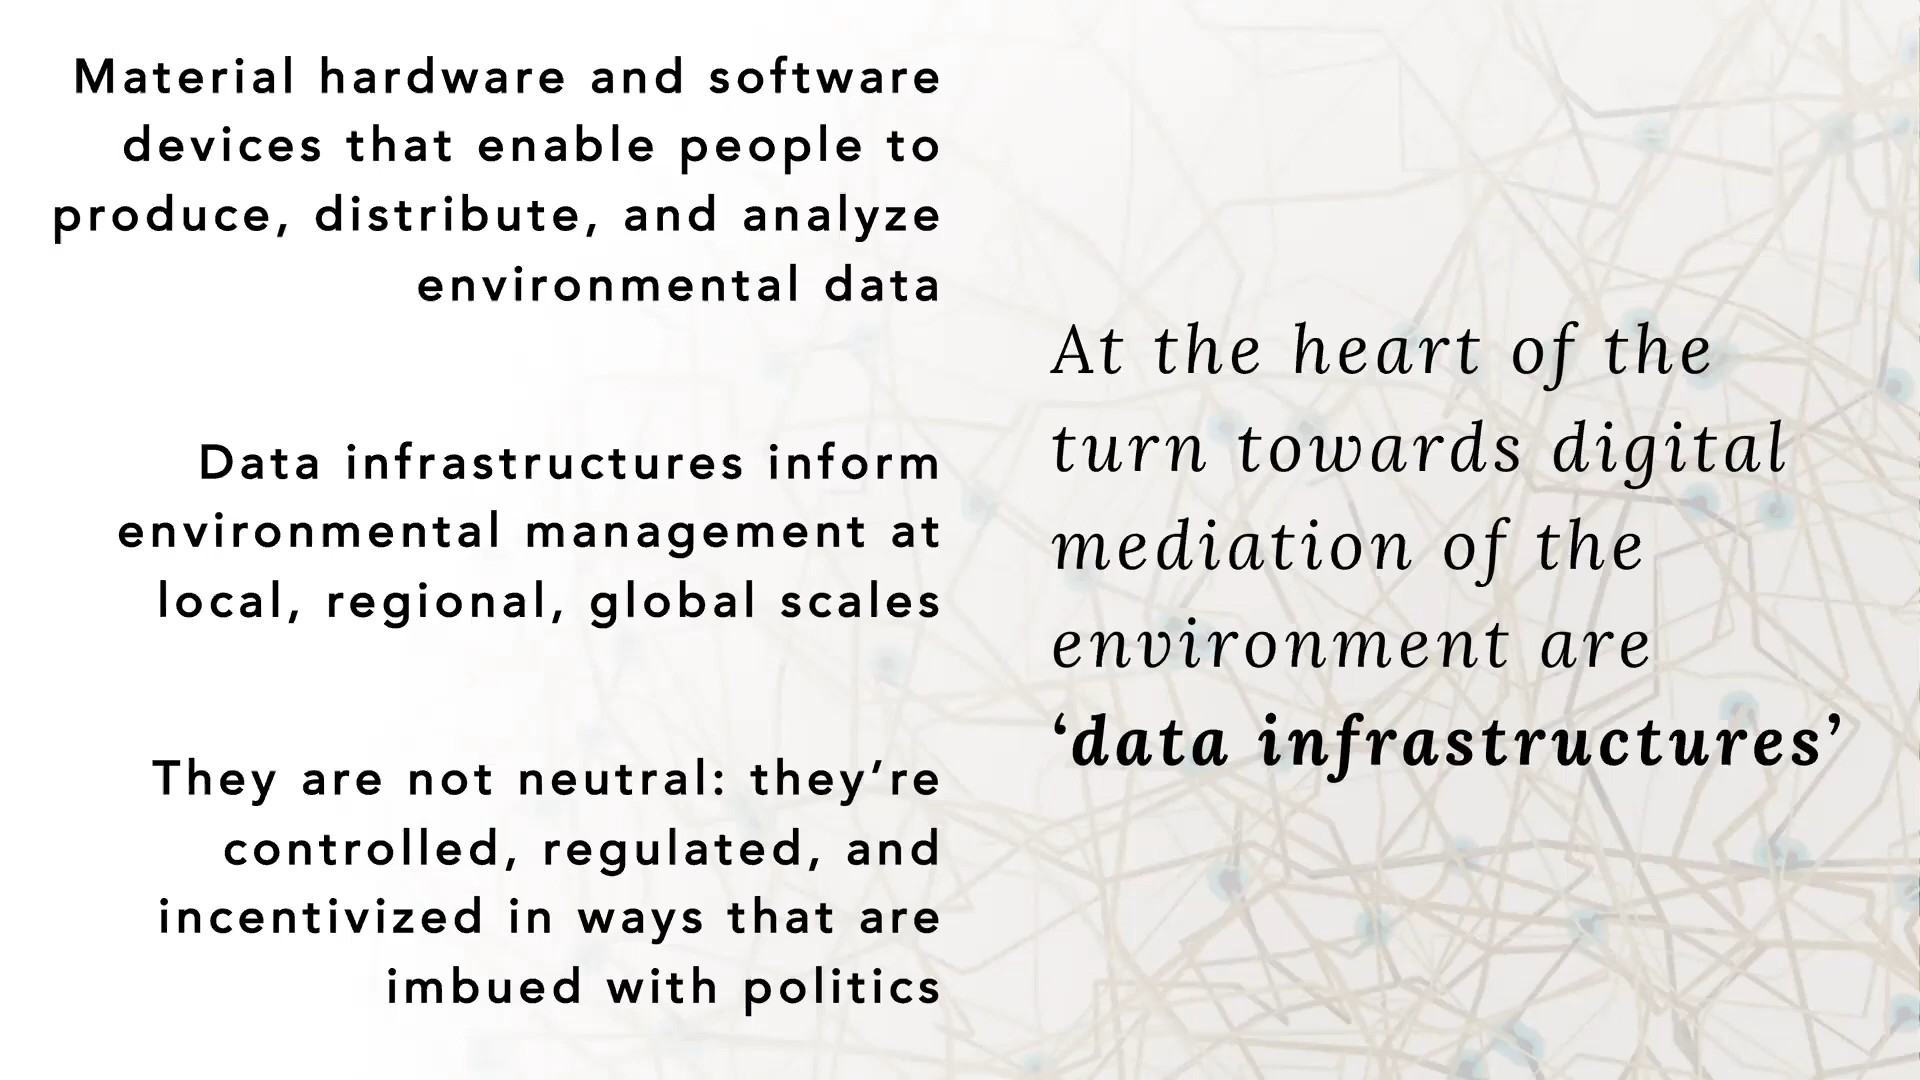 Material hardware and software
devices that enable people to
produce, distribute, and analyze
environmental data
Data infrastructures inform
environmental management at
local, regional, global scales
They are not neutral: they’re
controlled, regulated, and
incentivized in ways that are
imbued with politics
At the heart of the
turn towards digital
mediation of the
environment are
‘data infrastructures’